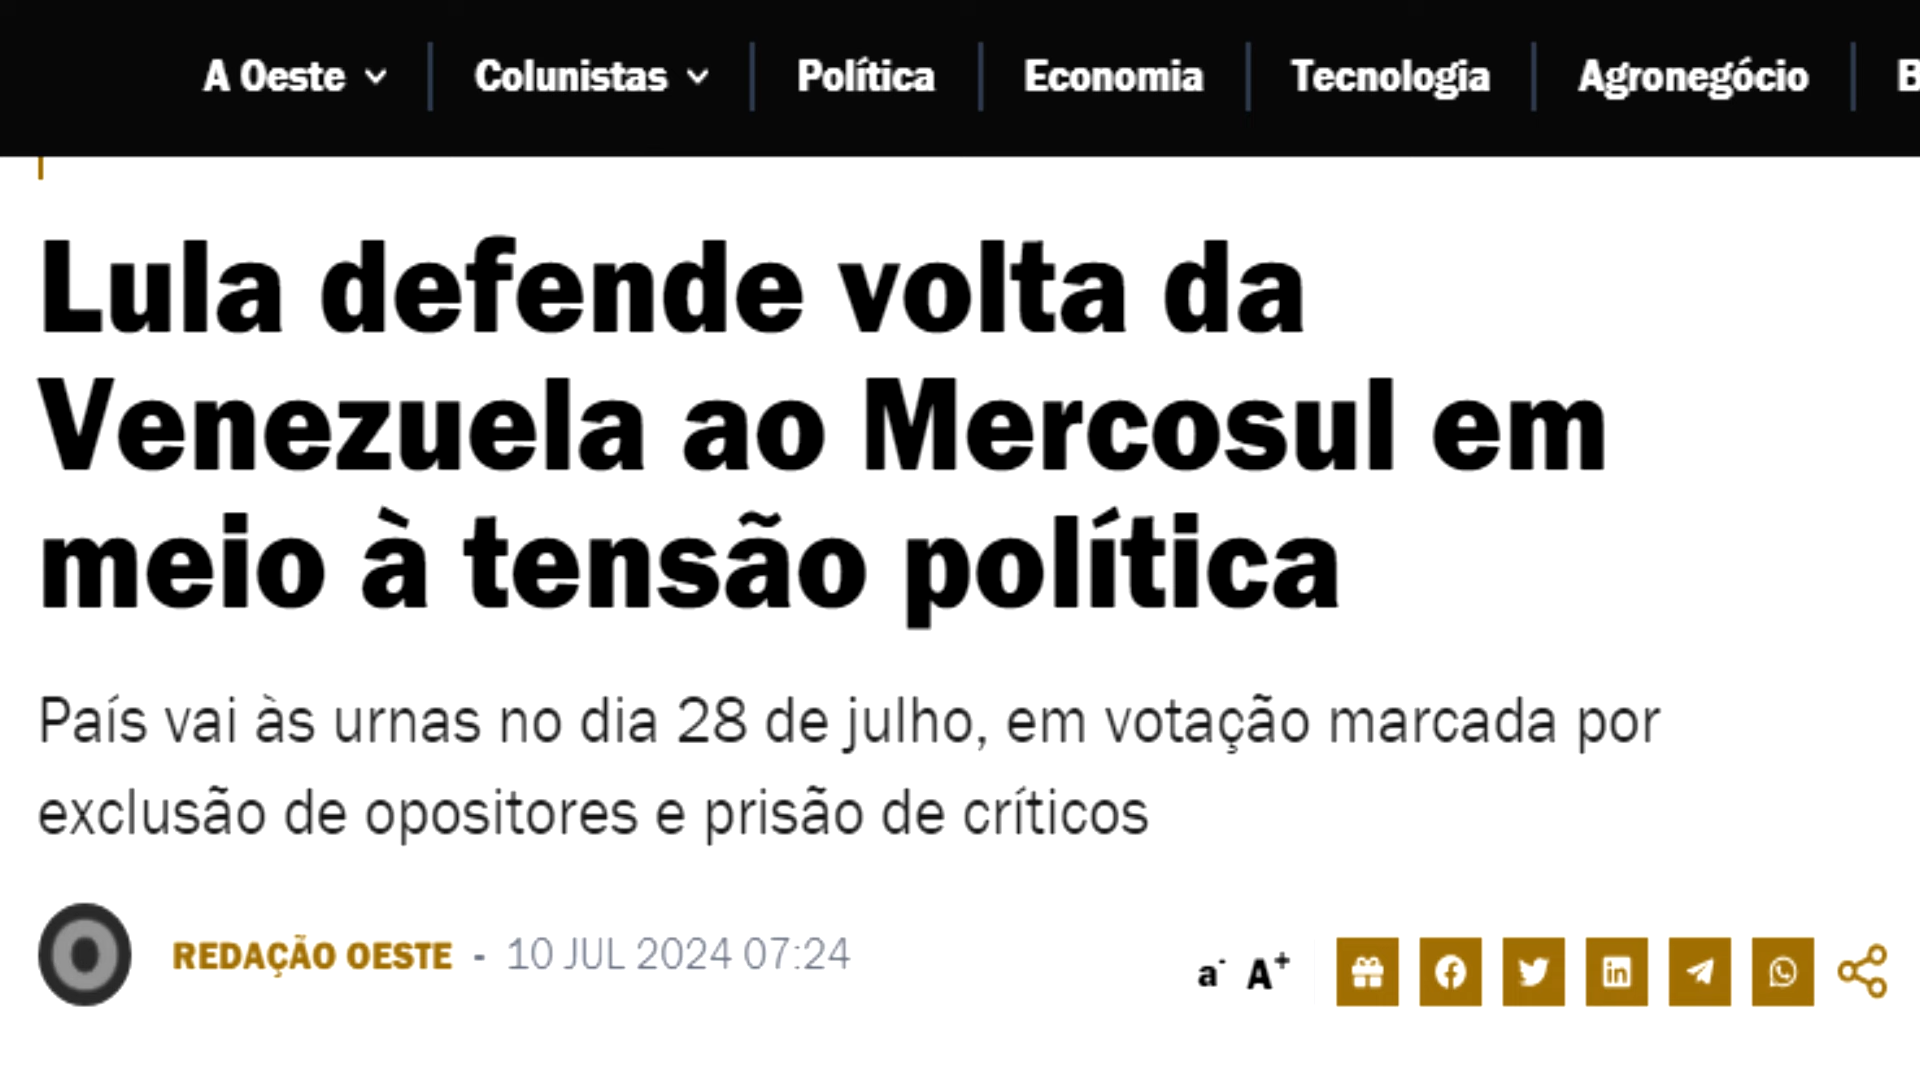 A Oeste Colunistas Política Economia Tecnologia Agronegócio B
Lula defende volta da
Venezuela ao Mercosul em
meio à tensão política
País vai às urnas no dia 28 de julho, em votação marcada por
exclusão de opositores e prisão de críticos
REDAÇÃO OESTE - 10 JUL 2024 07:24
a- A+